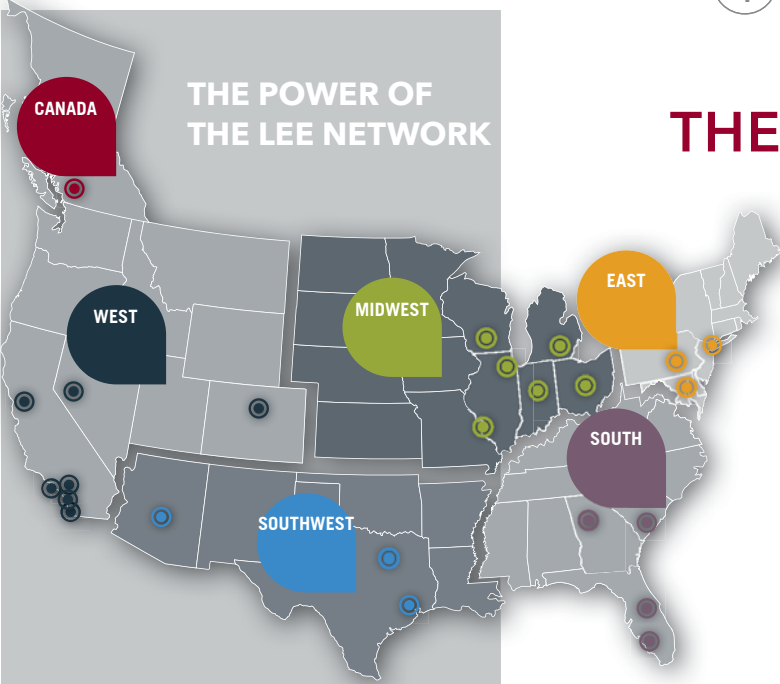 THE POWER OF
THE LEE NETWORK
THE
CANADA
WEST
MIDWEST
EAST
SOUTH
SOUTHWEST